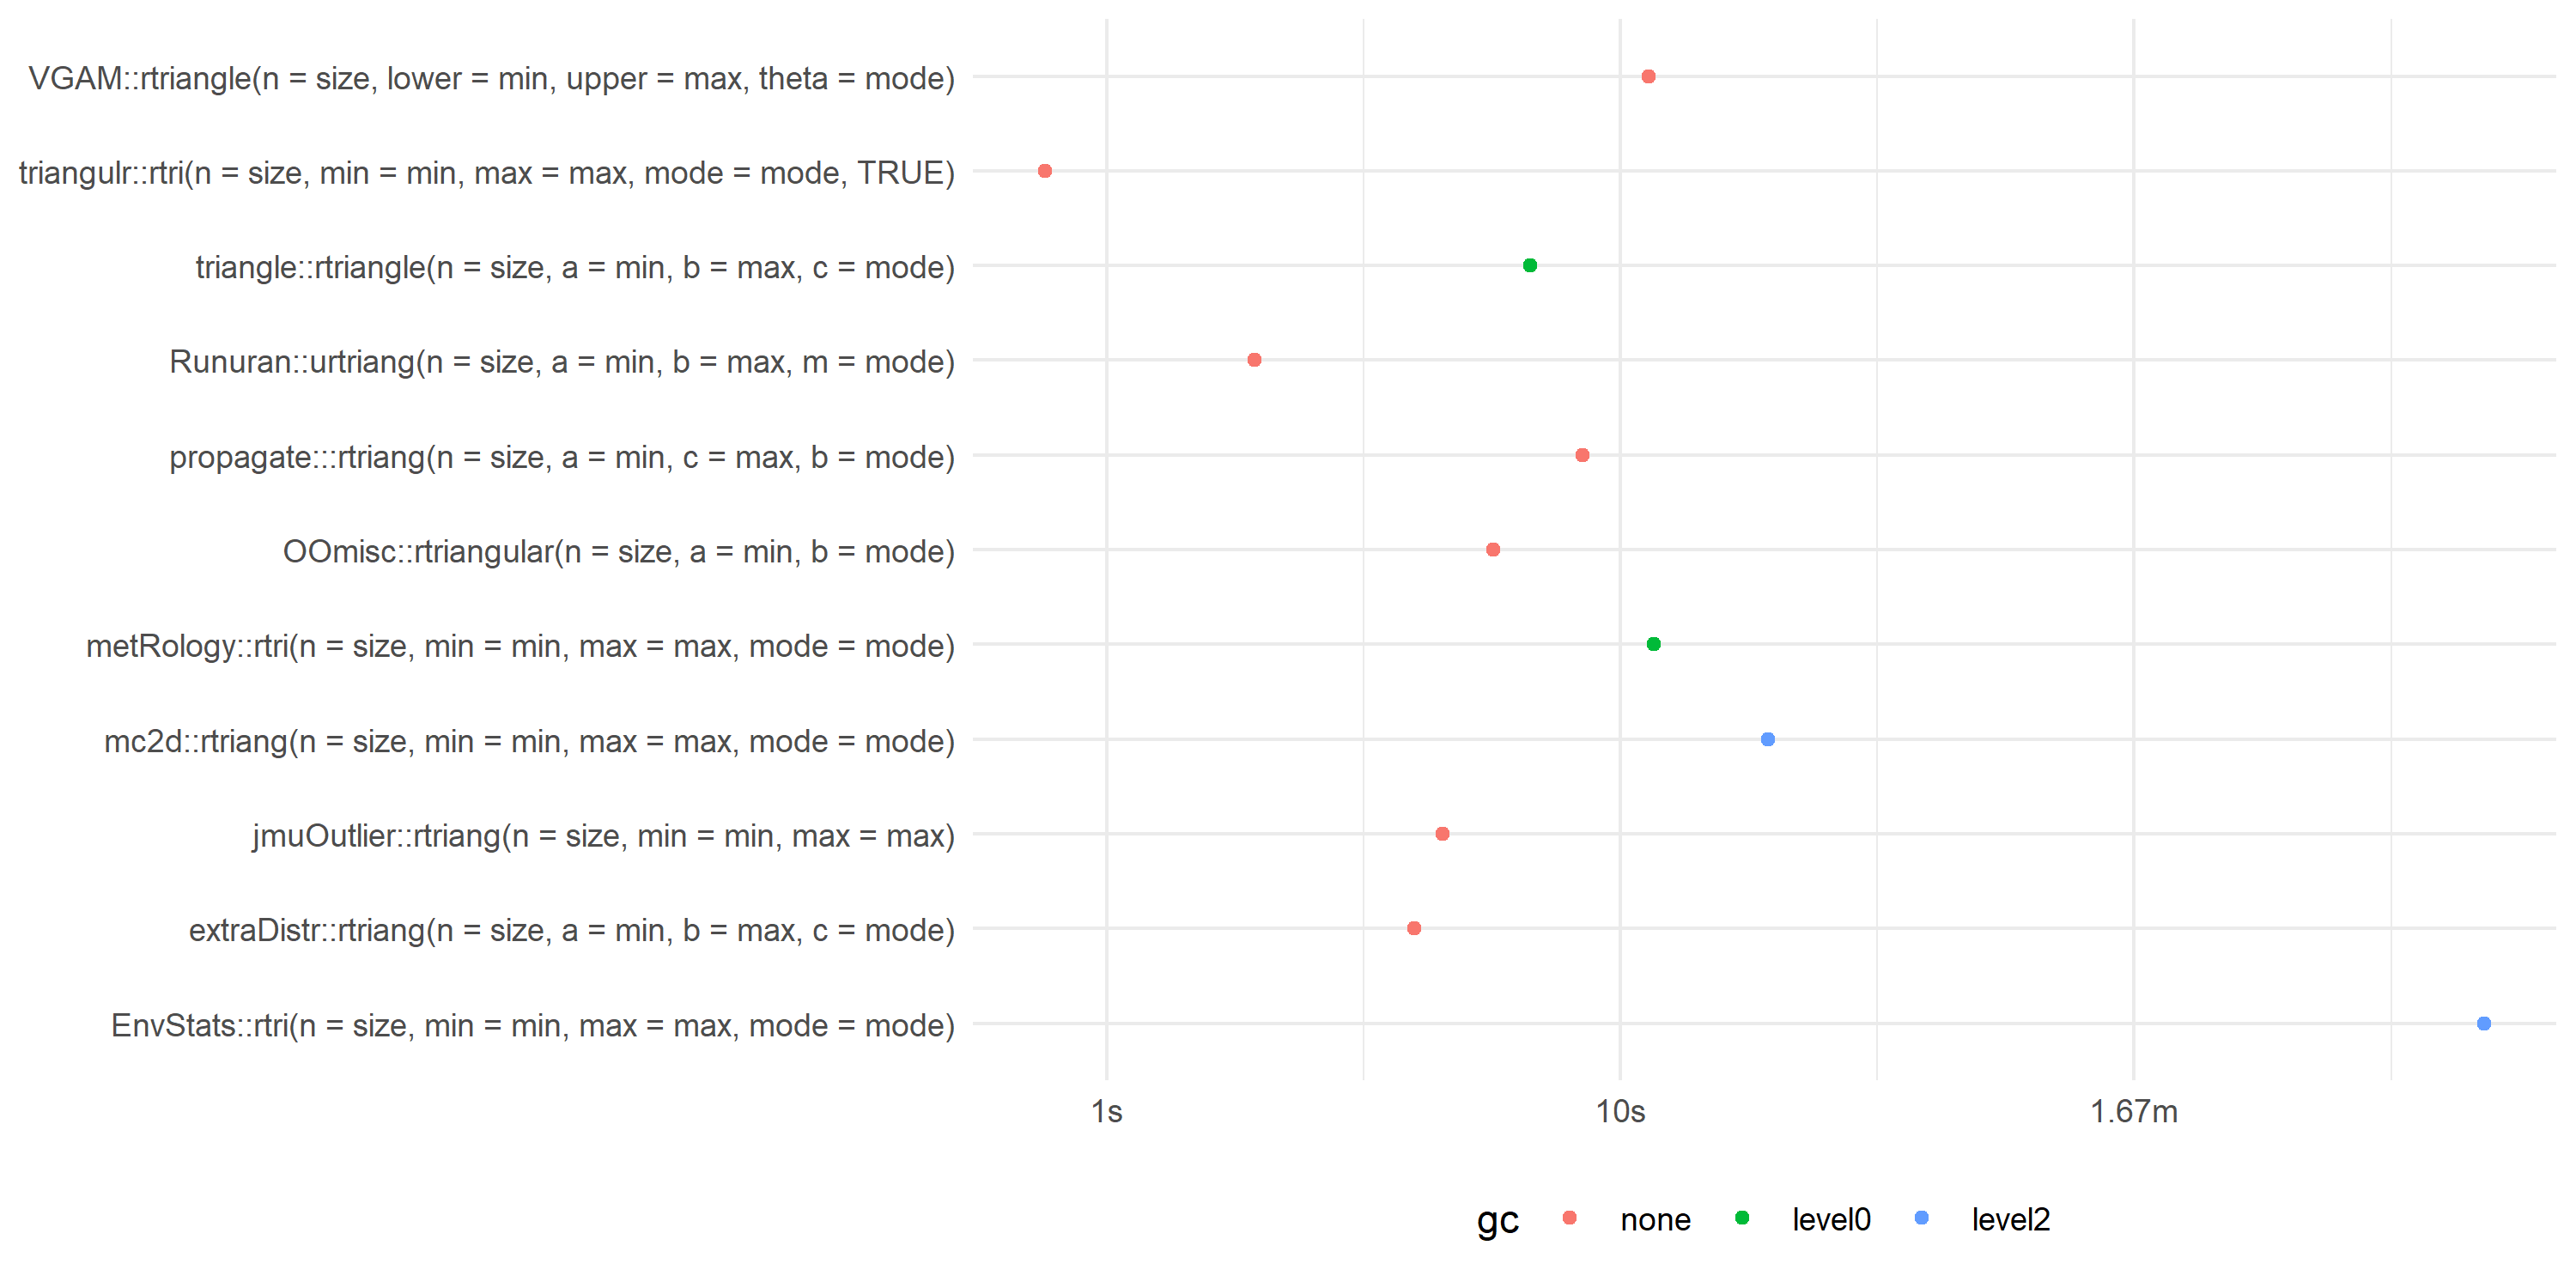 VGAM::rtriangle(n = size, lower = min, upper = max, theta = mode)
triangulr::rtri(n = size, min = min, max = max, mode = mode, TRUE)
triangle::rtriangle(n = size, a = min, b = max, c = mode)
Runuran::urtriang(n = size, a = min, b = max, m = mode)
propagate:::rtriang(n = size, a = min, c = max, b = mode)
OOmisc::rtriangular(n = size, a = min, b = mode)
metRology::rtri(n = size, min = min, max = max, mode = mode)
mc2d::rtriang(n = size, min = min, max = max, mode = mode)
jmuOutlier::rtriang(n = size, min = min, max = max)
extraDistr::rtriang(n = size, a = min, b = max, c = mode)
EnvStats::rtri(n = size, min = min, max = max, mode = mode)
1s 10s 1.67m
gc none level0 level2